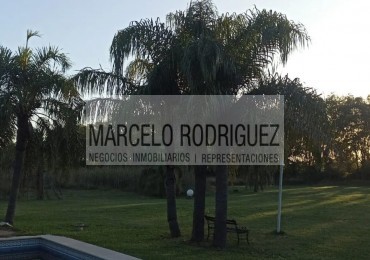 MARCELO RODRIGUEZ
NEGOCIOS INMOBILIARIOS | REPRESENTACIONES